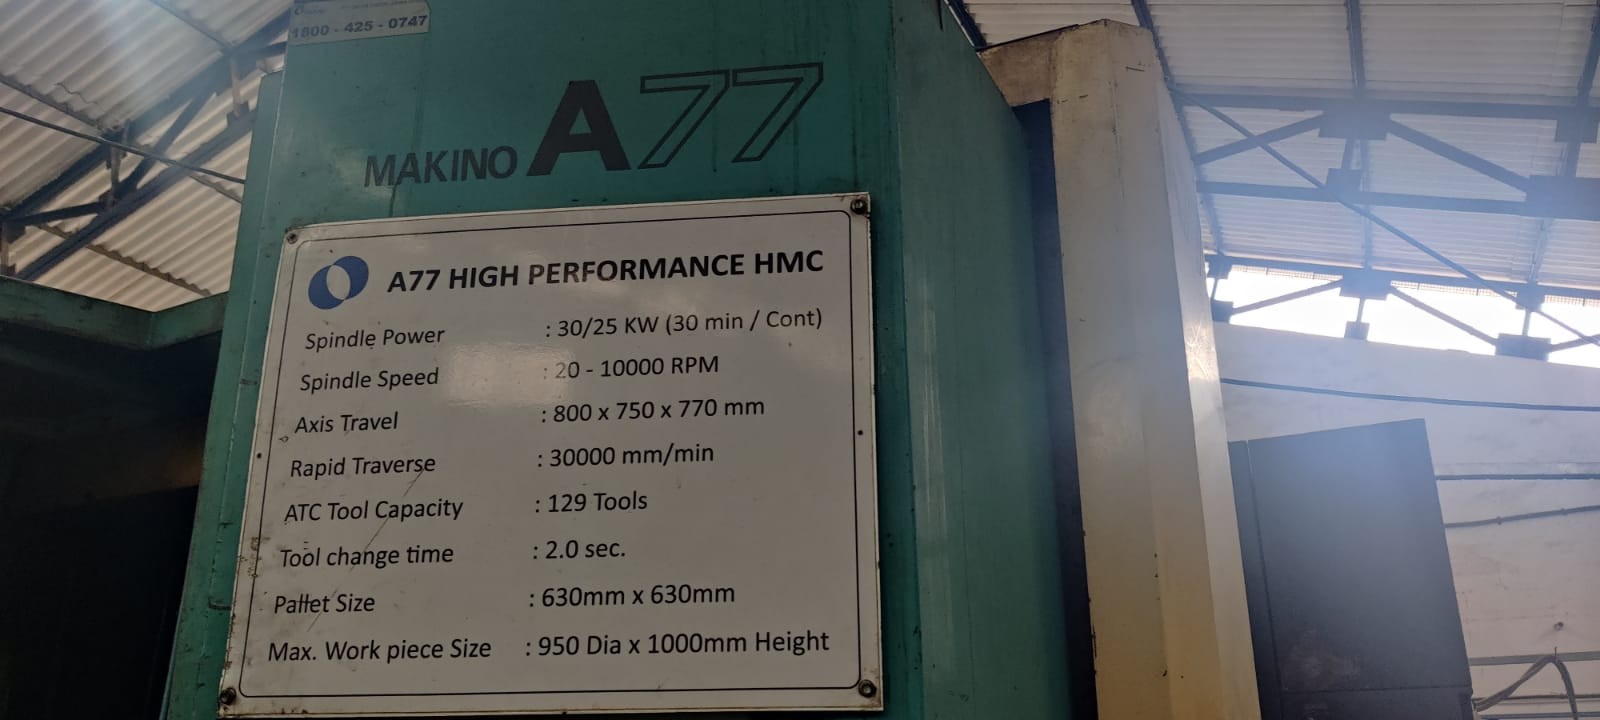 1800 - 425 - 0747
MAKINO A77
A77 HIGH PERFORMANCE HMC
Spindle Power : 30/25 KW (30 min / Cont)
Spindle Speed : 20 - 10000 RPM
Axis Travel : 800 x 750 x 770 mm
Rapid Traverse : 30000 mm/min
ATC Tool Capacity : 129 Tools
Tool change time : 2.0 sec.
Pallet Size : 630mm x 630mm
Max. Work piece Size : 950 Dia x 1000mm Height